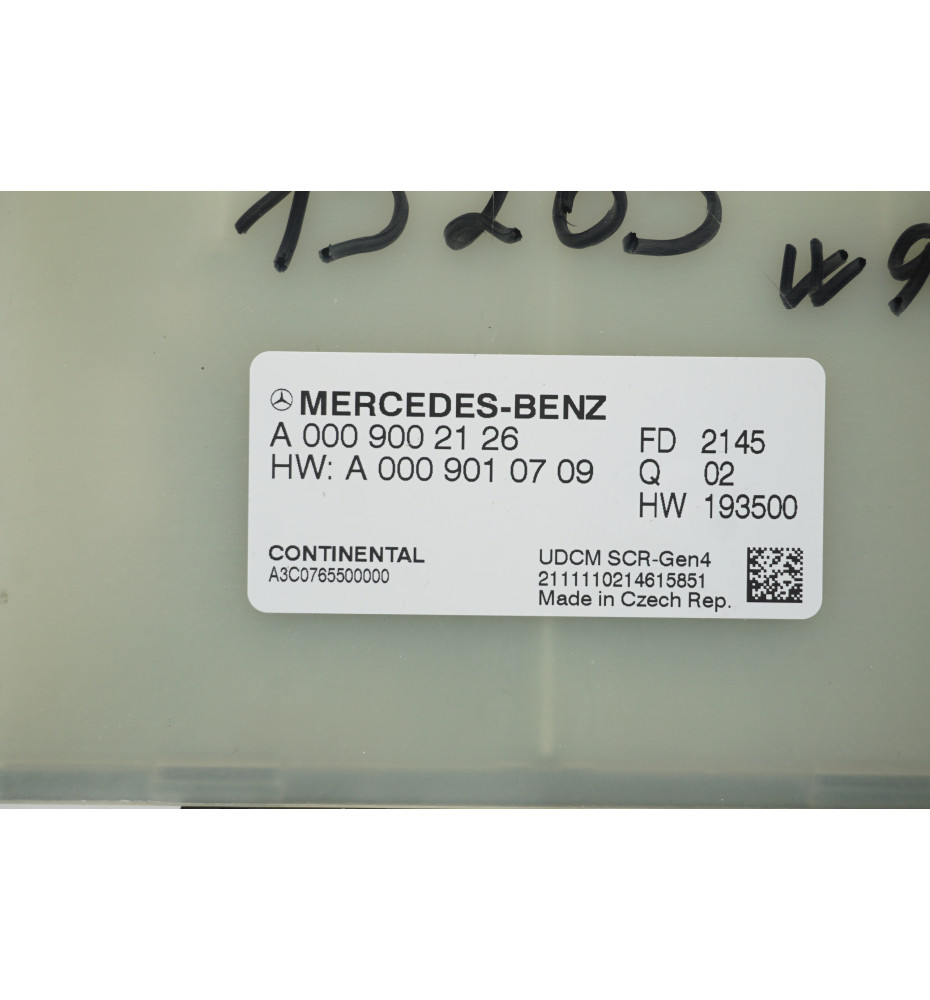 MERCEDES-BENZ
A 000 900 21 26
HW: A 000 901 07 09
FD 2145
Q 02
HW 193500
CONTINENTAL
A3C0765500000
UDCM SCR-Gen4
2111110214615851
Made in Czech Rep.